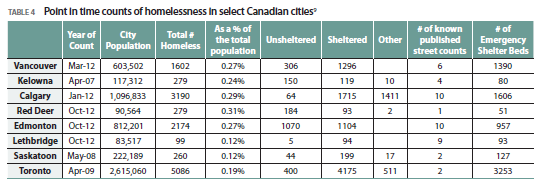 TABLE 4 Point in time counts of homelessness in select Canadian cities⁹
Year of Count | City Population | Total # Homeless | As a % of the total population | Unsheltered | Sheltered | Other | # of known published street counts | # of Emergency Shelter Beds
Vancouver | Mar-12 | 603,502 | 1602 | 0.27% | 306 | 1296 | | 6 | 1390
Kelowna | Apr-07 | 117,312 | 279 | 0.24% | 150 | 119 | 10 | 4 | 80
Calgary | Jan-12 | 1,096,833 | 3190 | 0.29% | 64 | 1715 | 1411 | 10 | 1606
Red Deer | Oct-12 | 90,564 | 279 | 0.31% | 184 | 93 | 2 | 1 | 51
Edmonton | Oct-12 | 812,201 | 2174 | 0.27% | 1070 | 1104 | | 10 | 957
Lethbridge | Oct-12 | 83,517 | 99 | 0.12% | 5 | 94 | | 9 | 93
Saskatoon | May-08 | 222,189 | 260 | 0.12% | 44 | 199 | 17 | 2 | 127
Toronto | Apr-09 | 2,615,060 | 5086 | 0.19% | 400 | 4175 | 511 | 2 | 3253